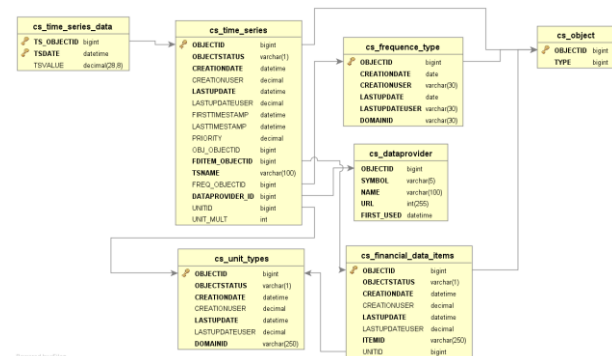 cs_time_series_data
TS_OBJECTID bigint
TSDATE datetime
TSVALUE decimal(28,8)
cs_time_series
OBJECTID bigint
OBJECTSTATUS varchar(1)
CREATIONDATE datetime
CREATIONUSER decimal
LASTUPDATE datetime
LASTUPDATEUSER decimal
FIRSTTIMESTAMP datetime
LASTTIMESTAMP datetime
PRIORITY decimal
OBJ_OBJECTID bigint
FDITEM_OBJECTID bigint
TSNAME varchar(100)
FREQ_OBJECTID bigint
DATAPROVIDER_ID bigint
UNITID bigint
UNIT_MULT int
cs_frequence_type
OBJECTID bigint
CREATIONDATE date
CREATIONUSER varchar(30)
LASTUPDATE date
LASTUPDATEUSER varchar(30)
DOMAINID varchar(30)
cs_object
OBJECTID bigint
TYPE bigint
cs_dataprovider
OBJECTID bigint
SYMBOL varchar(5)
NAME varchar(100)
URL int(255)
FIRST_USED datetime
cs_unit_types
OBJECTID bigint
OBJECTSTATUS varchar(1)
CREATIONDATE datetime
CREATIONUSER decimal
LASTUPDATE datetime
LASTUPDATEUSER decimal
DOMAINID varchar(250)
cs_financial_data_items
OBJECTID bigint
OBJECTSTATUS varchar(1)
CREATIONDATE datetime
CREATIONUSER decimal
LASTUPDATE datetime
LASTUPDATEUSER decimal
ITEMID varchar(250)
UNITID bigint